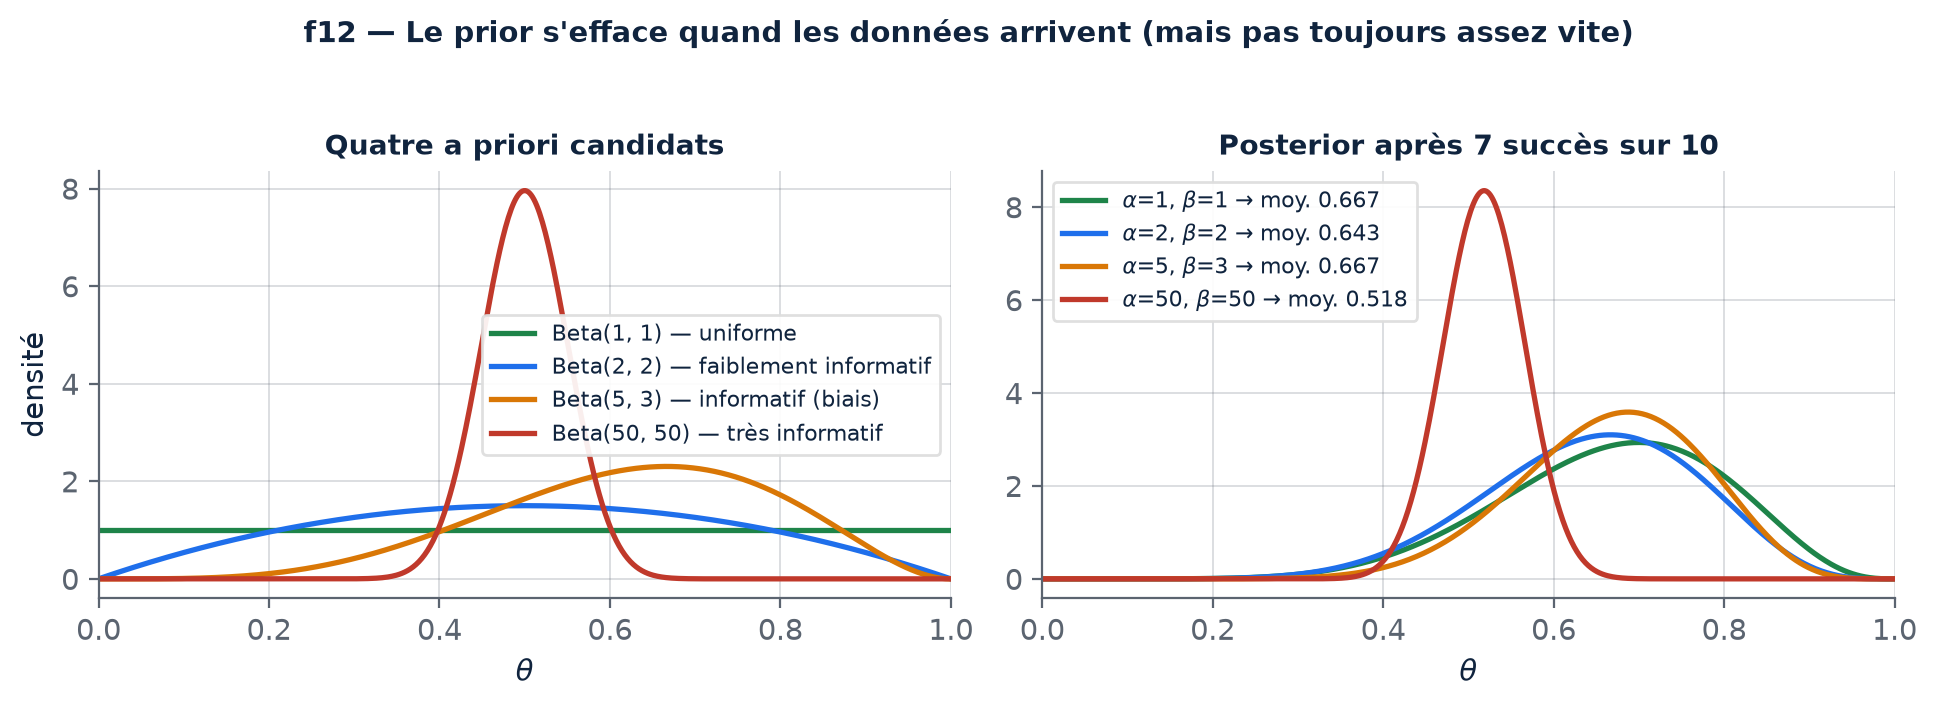 f12 — Le prior s'efface quand les données arrivent (mais pas toujours assez vite)
Quatre a priori candidats
densité
8
6
4
2
0
Beta(1, 1) — uniforme
Beta(2, 2) — faiblement informatif
Beta(5, 3) — informatif (biais)
Beta(50, 50) — très informatif
0.0 0.2 0.4 0.6 0.8 1.0
θ
Posterior après 7 succès sur 10
8
6
4
2
0
α=1, β=1 → moy. 0.667
α=2, β=2 → moy. 0.643
α=5, β=3 → moy. 0.667
α=50, β=50 → moy. 0.518
0.0 0.2 0.4 0.6 0.8 1.0
θ